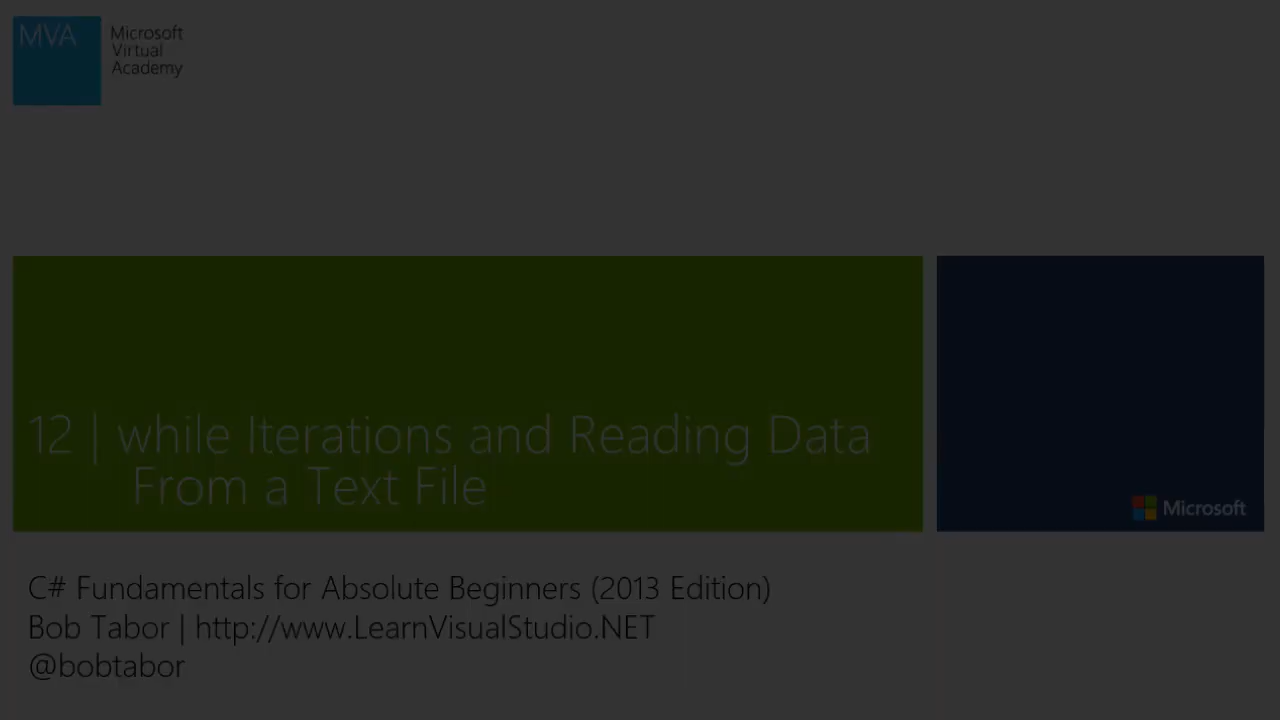 MVA
Microsoft
Virtual
Academy
12 | while Iterations and Reading Data
From a Text File
Microsoft
C# Fundamentals for Absolute Beginners (2013 Edition)
Bob Tabor | http://www.LearnVisualStudio.NET
@bobtabor